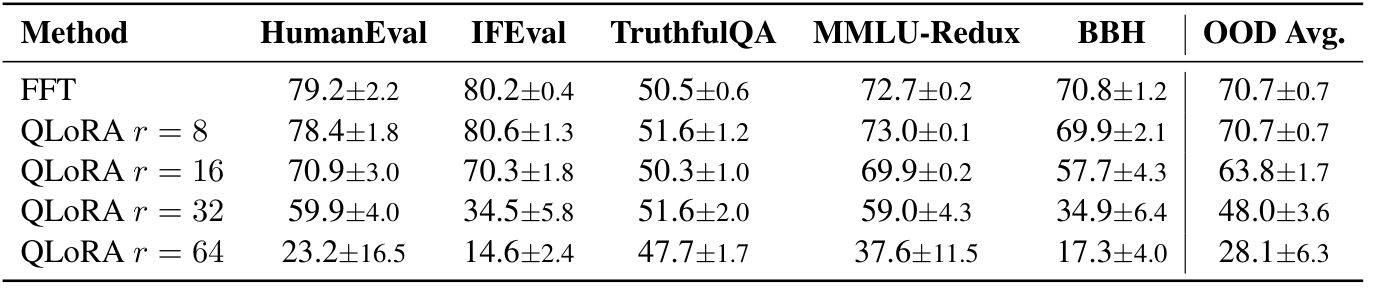 Method HumanEval IFEval TruthfulQA MMLU-Redux BBH OOD Avg.
FFT 79.2±2.2 80.2±0.4 50.5±0.6 72.7±0.2 70.8±1.2 70.7±0.7
QLoRA r = 8 78.4±1.8 80.6±1.3 51.6±1.2 73.0±0.1 69.9±2.1 70.7±0.7
QLoRA r = 16 70.9±3.0 70.3±1.8 50.3±1.0 69.9±0.2 57.7±4.3 63.8±1.7
QLoRA r = 32 59.9±4.0 34.5±5.8 51.6±2.0 59.0±4.3 34.9±6.4 48.0±3.6
QLoRA r = 64 23.2±16.5 14.6±2.4 47.7±1.7 37.6±11.5 17.3±4.0 28.1±6.3